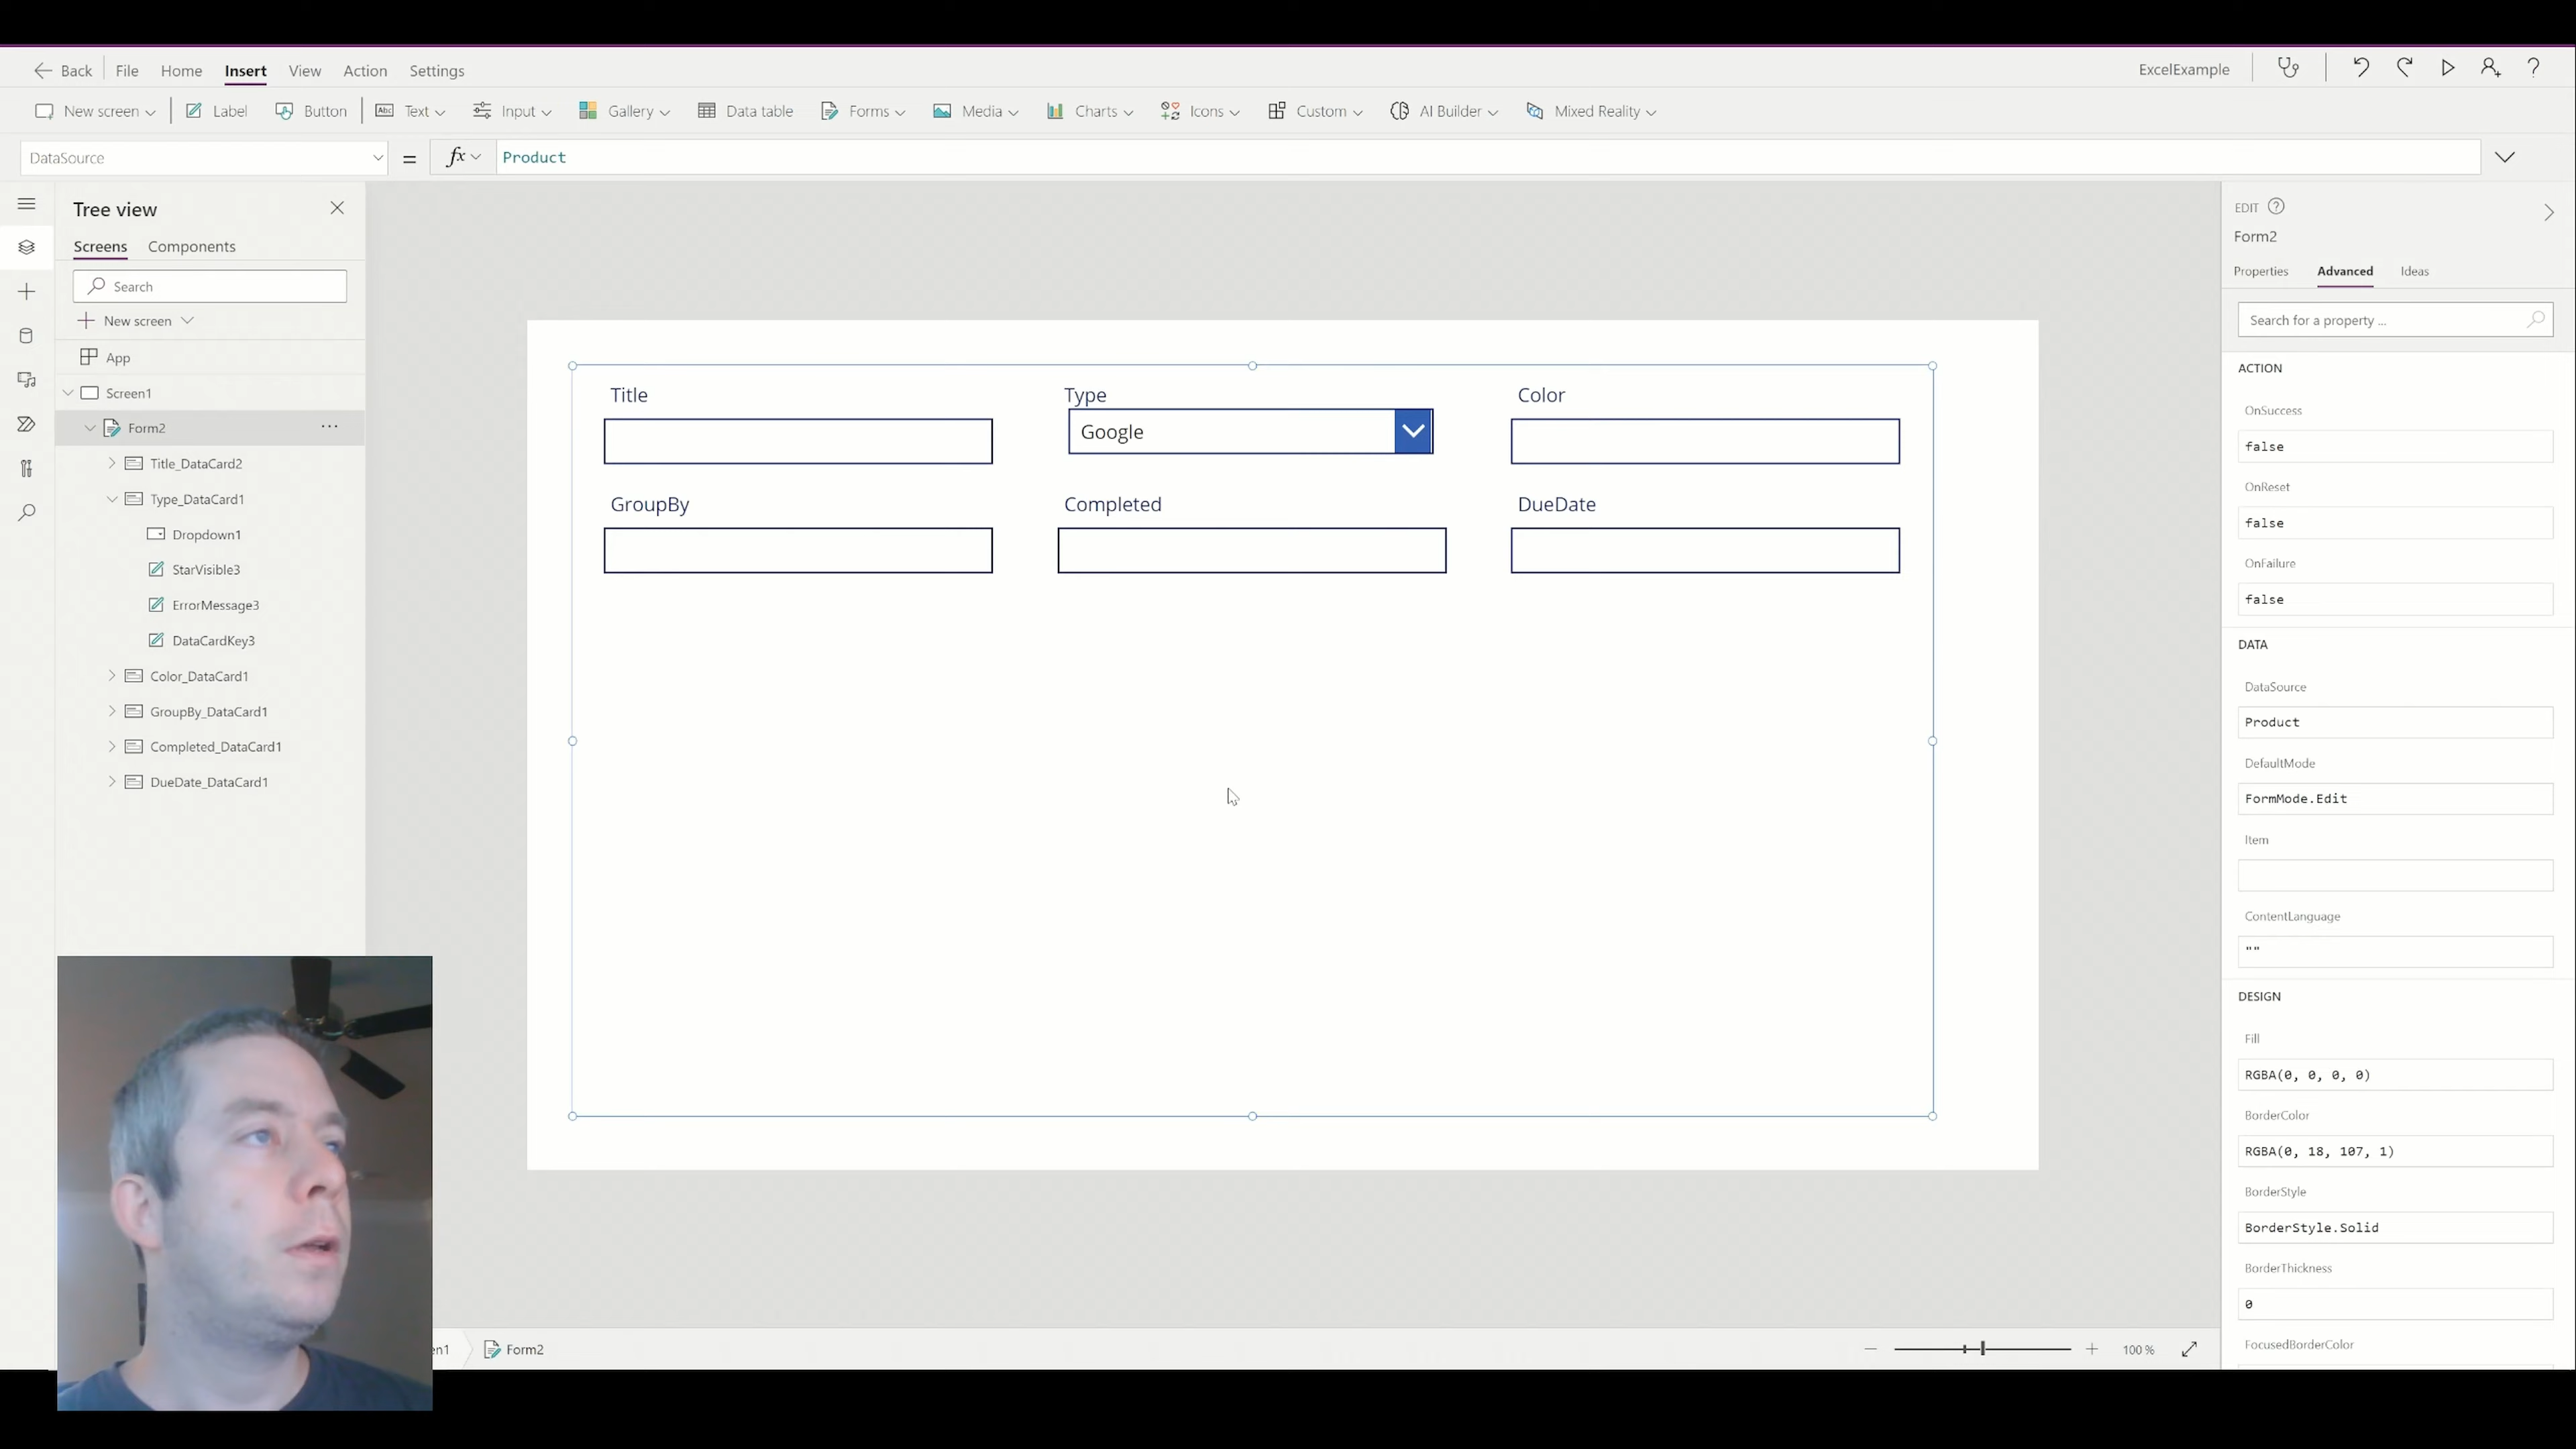 Back File Home Insert View Action Settings ExcelExample
New screen Label Button Abc Text Input Gallery Data table Forms Media Charts Icons Custom AI Builder Mixed Reality
DataSource = fx Product
Tree view
Screens Components
Search
New screen
App
Screen1
Form2 ...
Title_DataCard2
Type_DataCard1
Dropdown1
StarVisible3
ErrorMessage3
DataCardKey3
Color_DataCard1
GroupBy_DataCard1
Completed_DataCard1
DueDate_DataCard1
Title Type Color
Google
GroupBy Completed DueDate
EDIT ?
Form2
Properties Advanced Ideas
Search for a property ...
ACTION
OnSuccess
false
OnReset
false
OnFailure
false
DATA
DataSource
Product
DefaultMode
FormMode.Edit
Item
ContentLanguage
""
DESIGN
Fill
RGBA(0, 0, 0, 0)
BorderColor
RGBA(0, 18, 107, 1)
BorderStyle
BorderStyle.Solid
BorderThickness
0
FocusedBorderColor
en1 Form2 100 %